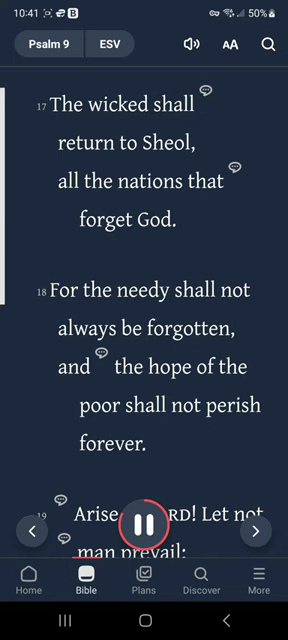 10:41
50%
Psalm 9 ESV
AA
17 The wicked shall
return to Sheol,
all the nations that
forget God.
18 For the needy shall not
always be forgotten,
and the hope of the
poor shall not perish
forever.
19 Arise RD! Let not
man prevail;
Home Bible Plans Discover More